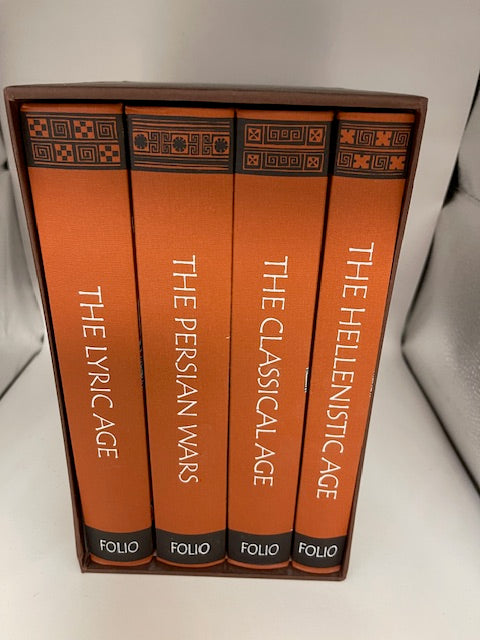 THE LYRIC AGE
FOLIO
THE PERSIAN WARS
FOLIO
THE CLASSICAL AGE
FOLIO
THE HELLENISTIC AGE
FOLIO